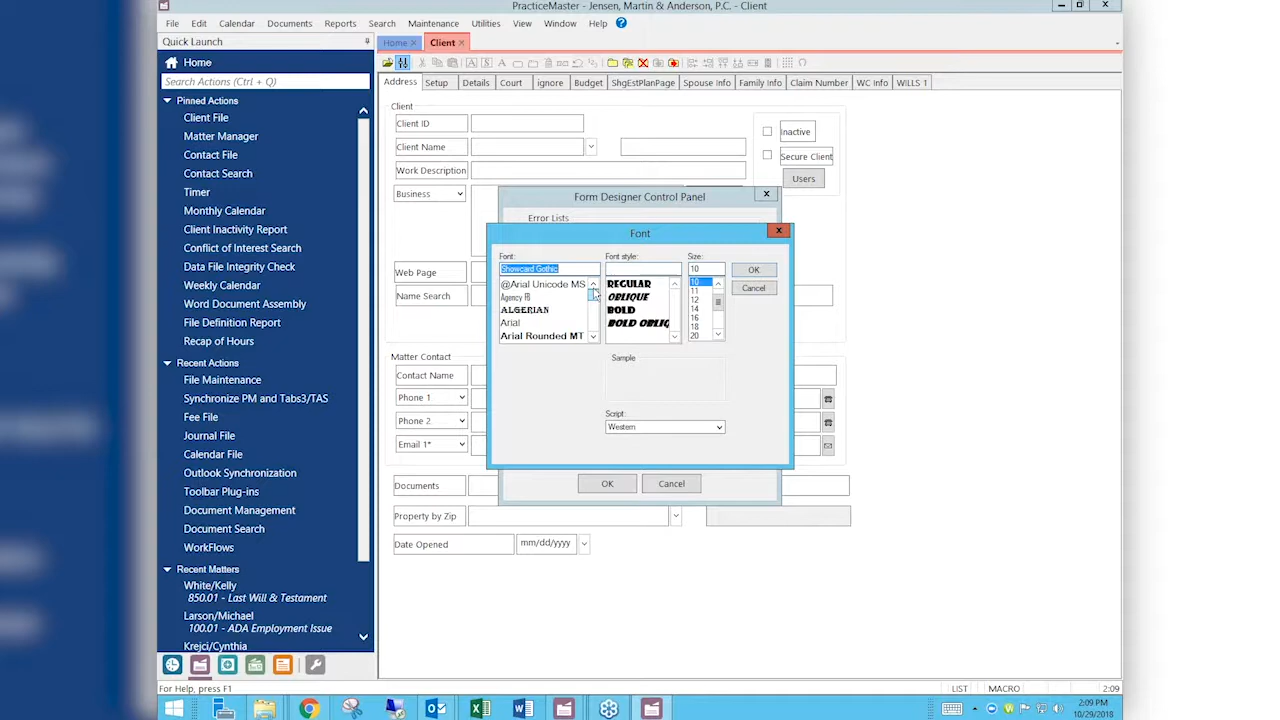 PracticeMaster - Jensen, Martin & Anderson, P.C. - Client
File Edit Calendar Documents Reports Search Maintenance Utilities View Window Help
Quick Launch
Home
Client
Home
Search Actions (Ctrl + Q)
Address Setup Details Court ignore Budget ShgEstPlanPage Spouse Info Family Info Claim Number WC Info WILLS 1
Pinned Actions
Client File
Matter Manager
Contact File
Contact Search
Timer
Monthly Calendar
Client Inactivity Report
Conflict of Interest Search
Data File Integrity Check
Weekly Calendar
Word Document Assembly
File Definition Report
Recap of Hours
Recent Actions
File Maintenance
Synchronize PM and Tabs3/TAS
Fee File
Journal File
Calendar File
Outlook Synchronization
Toolbar Plug-ins
Document Management
Document Search
WorkFlows
Recent Matters
White/Kelly
850.01 - Last Will & Testament
Larson/Michael
100.01 - ADA Employment Issue
Krejci/Cynthia
Client
Client ID
Client Name
Work Description
Business
Web Page
Name Search
Inactive
Secure Client
Users
Matter Contact
Contact Name
Phone 1
Phone 2
Email 1*
Documents
Property by Zip
Date Opened mm/dd/yyyy
Form Designer Control Panel
Error Lists
Font
Font: Font style: Size:
Showcard Gothic 10
@Arial Unicode MS
Agency FB
ALGERIAN
Arial
Arial Rounded MT
REGULAR
OBLIQUE
BOLD
BOLD OBLIQ
10
11
12
14
16
18
20
OK
Cancel
Sample
Script:
Western
OK Cancel
For Help, press F1
LIST MACRO 2:09
2:09 PM
10/29/2018